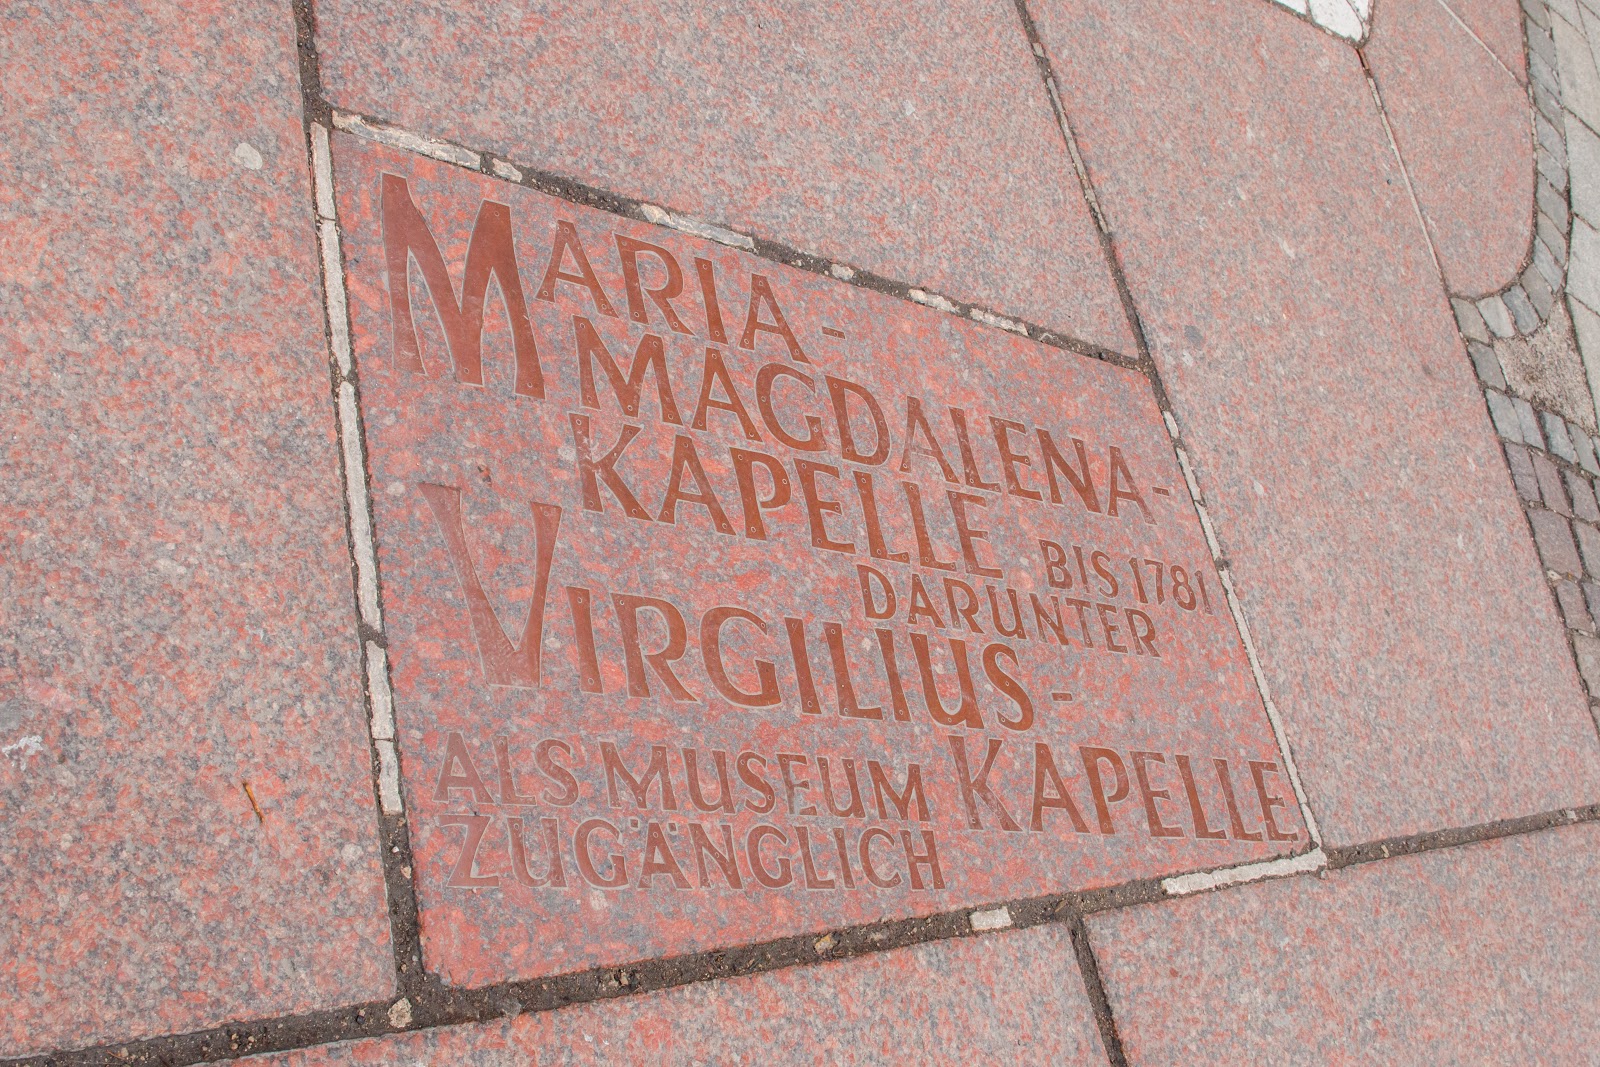 MARIA-
MAGDALENA-
KAPELLE BIS 1781
DARUNTER
VIRGILIUS-
ALS MUSEUM KAPELLE
ZUGÄNGLICH